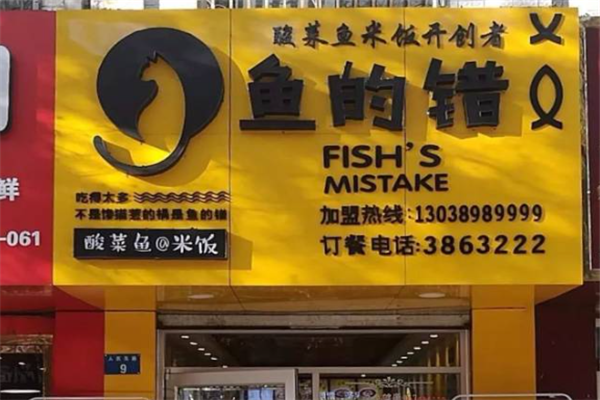 酸菜鱼米饭开创者
鱼的错
FISH'S
MISTAKE
吃得太多
不是馋猫惹的祸是鱼的错
酸菜鱼@米饭
加盟热线:13038989999
订餐电话:3863222
鲜
-061
9